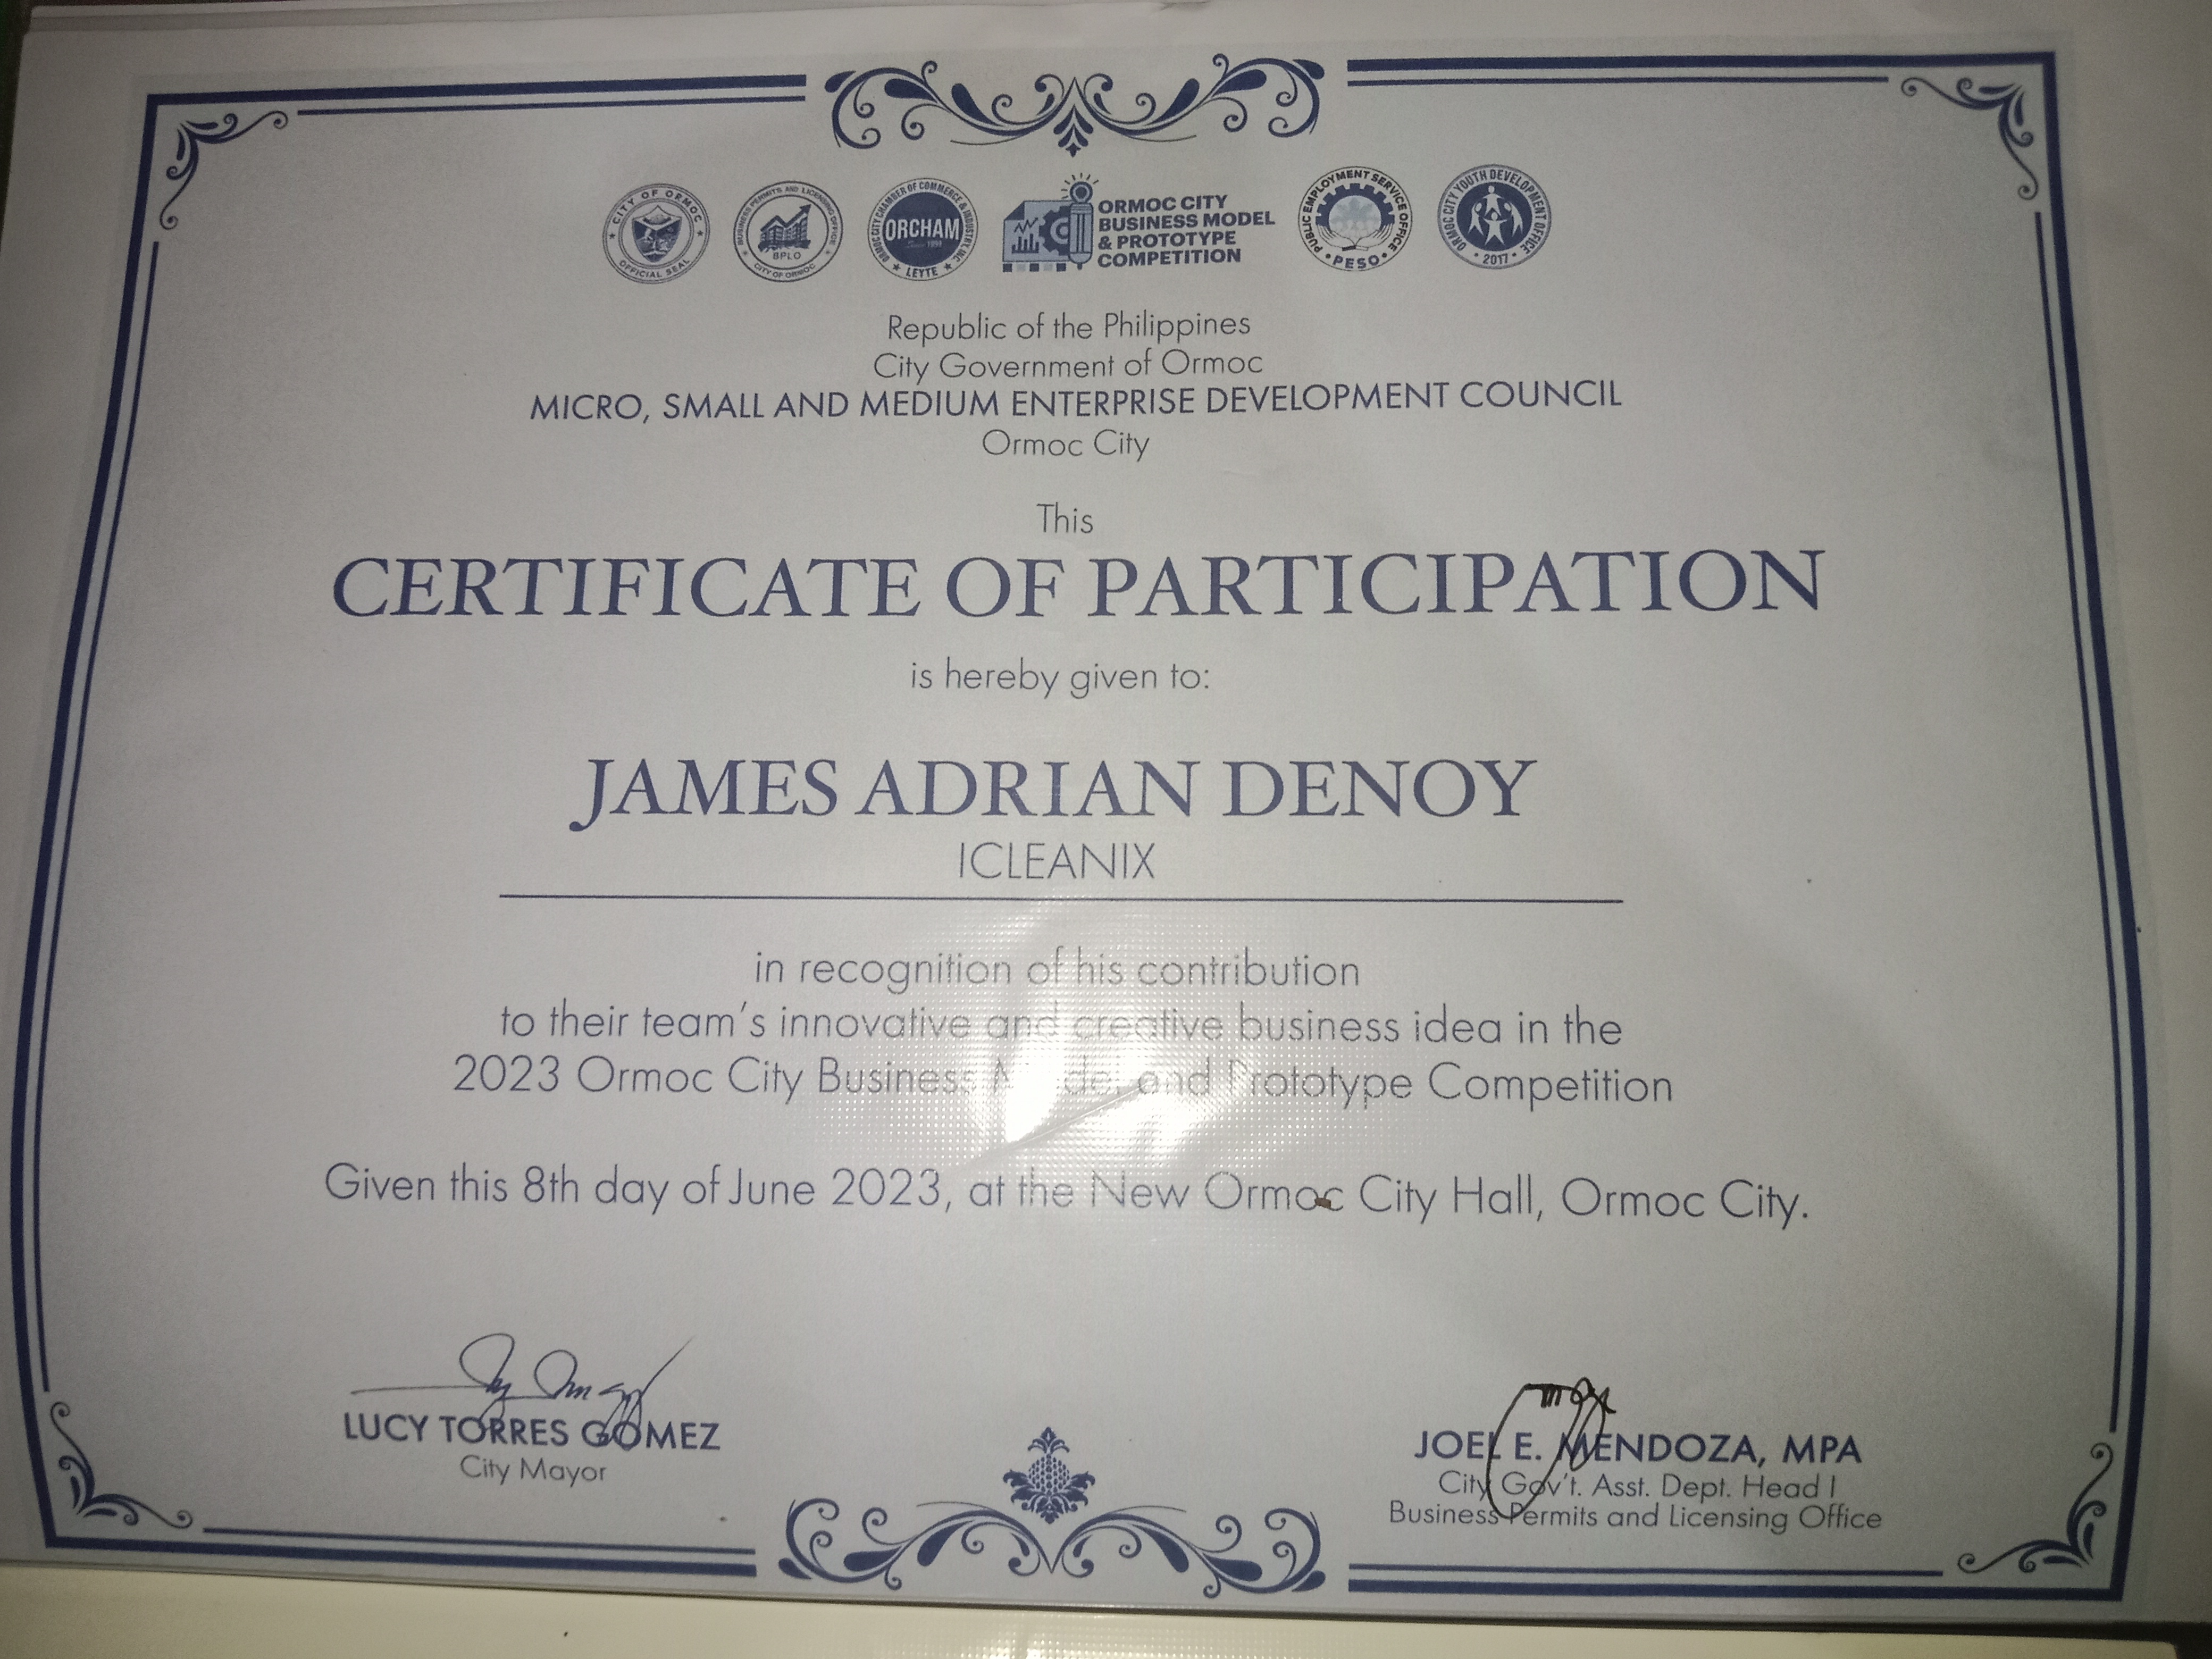 CITY OF ORMOC
OFFICIAL SEAL
BUSINESS PERMITS AND LICENSING OFFICE
BPLO
CITY OF ORMOC
ORMOC CITY CHAMBER OF COMMERCE & INDUSTRY INC.
ORCHAM
1998
LEYTE
ORMOC CITY
BUSINESS MODEL
& PROTOTYPE
COMPETITION
PUBLIC EMPLOYMENT SERVICE OFFICE
PESO
ORMOC CITY YOUTH DEVELOPMENT OFFICE
2017
Republic of the Philippines
City Government of Ormoc
MICRO, SMALL AND MEDIUM ENTERPRISE DEVELOPMENT COUNCIL
Ormoc City
This
CERTIFICATE OF PARTICIPATION
is hereby given to:
JAMES ADRIAN DENOY
ICLEANIX
in recognition of his contribution
to their team's innovative and creative business idea in the
2023 Ormoc City Business Model and Prototype Competition
Given this 8th day of June 2023, at the New Ormoc City Hall, Ormoc City.
LUCY TORRES GOMEZ
City Mayor
JOEL E. MENDOZA, MPA
City Gov't. Asst. Dept. Head I
Business Permits and Licensing Office